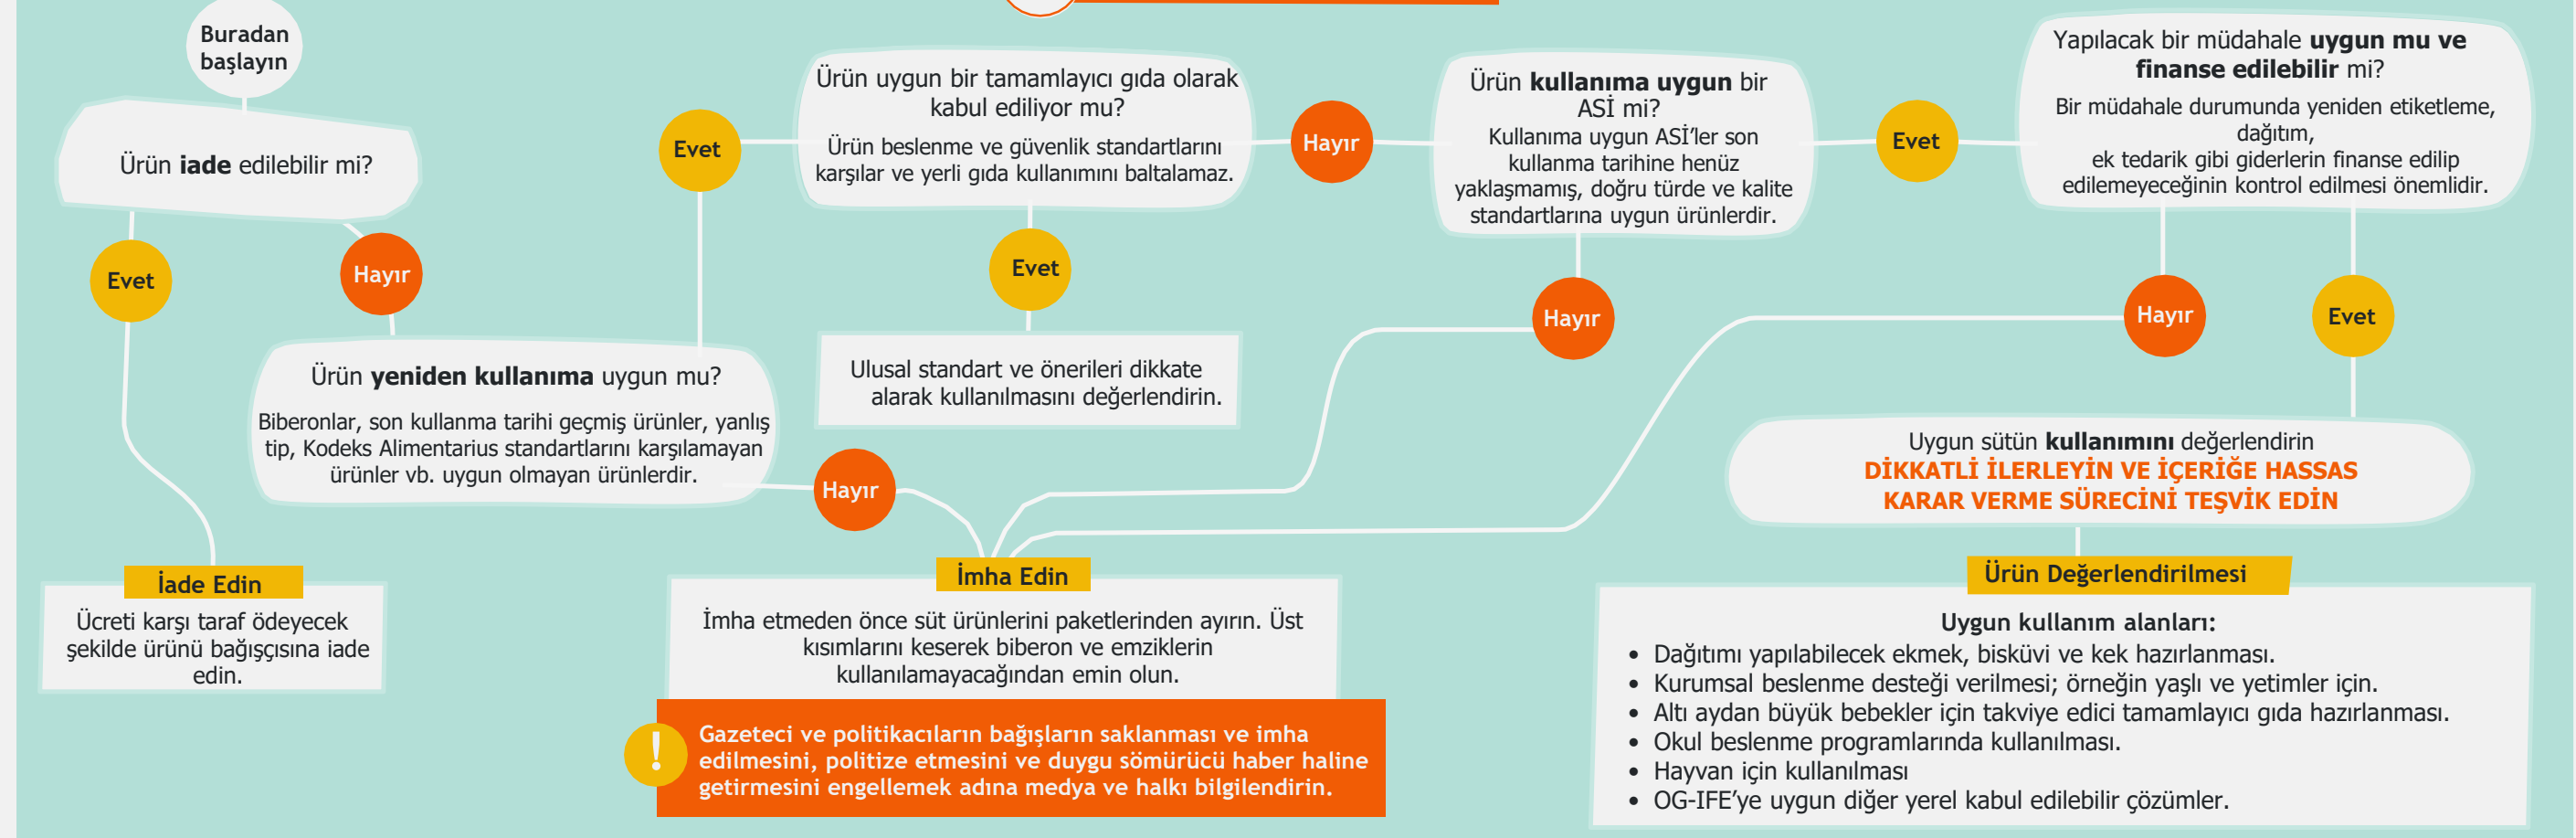 Buradan
başlayın
Ürün iade edilebilir mi?
Evet
Hayır
Ürün yeniden kullanıma uygun mu?
Biberonlar, son kullanma tarihi geçmiş ürünler, yanlış
tip, Kodeks Alimentarius standartlarını karşılamayan
ürünler vb. uygun olmayan ürünlerdir.
Evet
Hayır
Ürün uygun bir tamamlayıcı gıda olarak
kabul ediliyor mu?
Ürün beslenme ve güvenlik standartlarını
karşılar ve yerli gıda kullanımını baltalamaz.
Evet
Hayır
Ulusal standart ve önerileri dikkate
alarak kullanılmasını değerlendirin.
Ürün kullanıma uygun bir
ASİ mi?
Kullanıma uygun ASİ’ler son
kullanma tarihine henüz
yaklaşmamış, doğru türde ve kalite
standartlarına uygun ürünlerdir.
Evet
Hayır
Yapılacak bir müdahale uygun mu ve
finanse edilebilir mi?
Bir müdahale durumunda yeniden etiketleme,
dağıtım,
ek tedarik gibi giderlerin finanse edilip
edilemeyeceğinin kontrol edilmesi önemlidir.
Hayır
Evet
Uygun sütün kullanımını değerlendirin
DİKKATLİ İLERLEYİN VE İÇERİĞE HASSAS
KARAR VERME SÜRECİNİ TEŞVİK EDİN
İade Edin
Ücreti karşı taraf ödeyecek
şekilde ürünü bağışçısına iade
edin.
İmha Edin
İmha etmeden önce süt ürünlerini paketlerinden ayırın. Üst
kısımlarını keserek biberon ve emziklerin
kullanılamayacağından emin olun.
!
Gazeteci ve politikacıların bağışların saklanması ve imha
edilmesini, politize etmesini ve duygu sömürücü haber haline
getirmesini engellemek adına medya ve halkı bilgilendirin.
Ürün Değerlendirilmesi
Uygun kullanım alanları:
• Dağıtımı yapılabilecek ekmek, bisküvi ve kek hazırlanması.
• Kurumsal beslenme desteği verilmesi; örneğin yaşlı ve yetimler için.
• Altı aydan büyük bebekler için takviye edici tamamlayıcı gıda hazırlanması.
• Okul beslenme programlarında kullanılması.
• Hayvan için kullanılması
• OG-IFE’ye uygun diğer yerel kabul edilebilir çözümler.